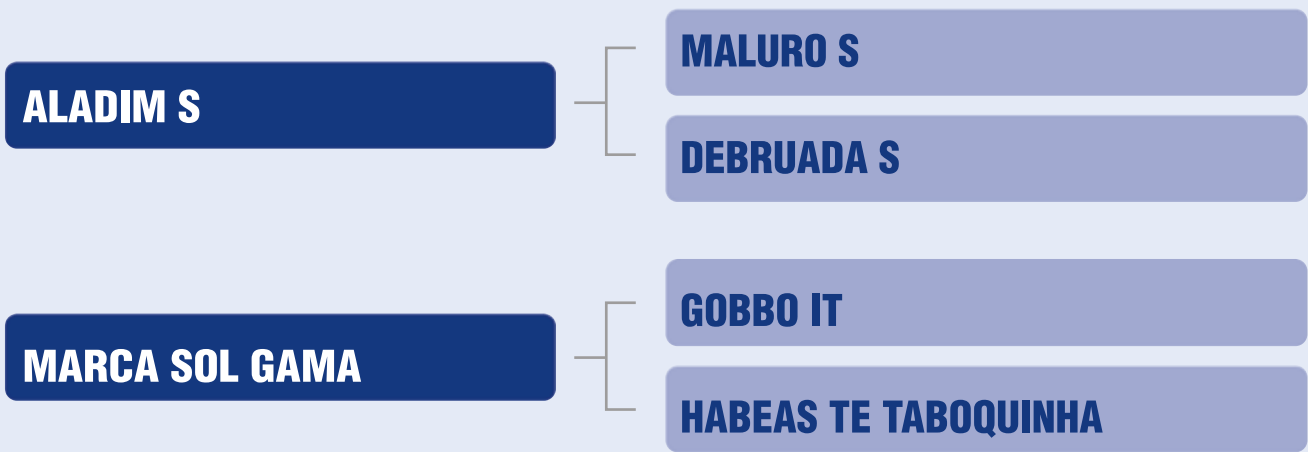 ALADIM S
MALURO S
DEBRUADA S
MARCA SOL GAMA
GOBBO IT
HABEAS TE TABOQUINHA